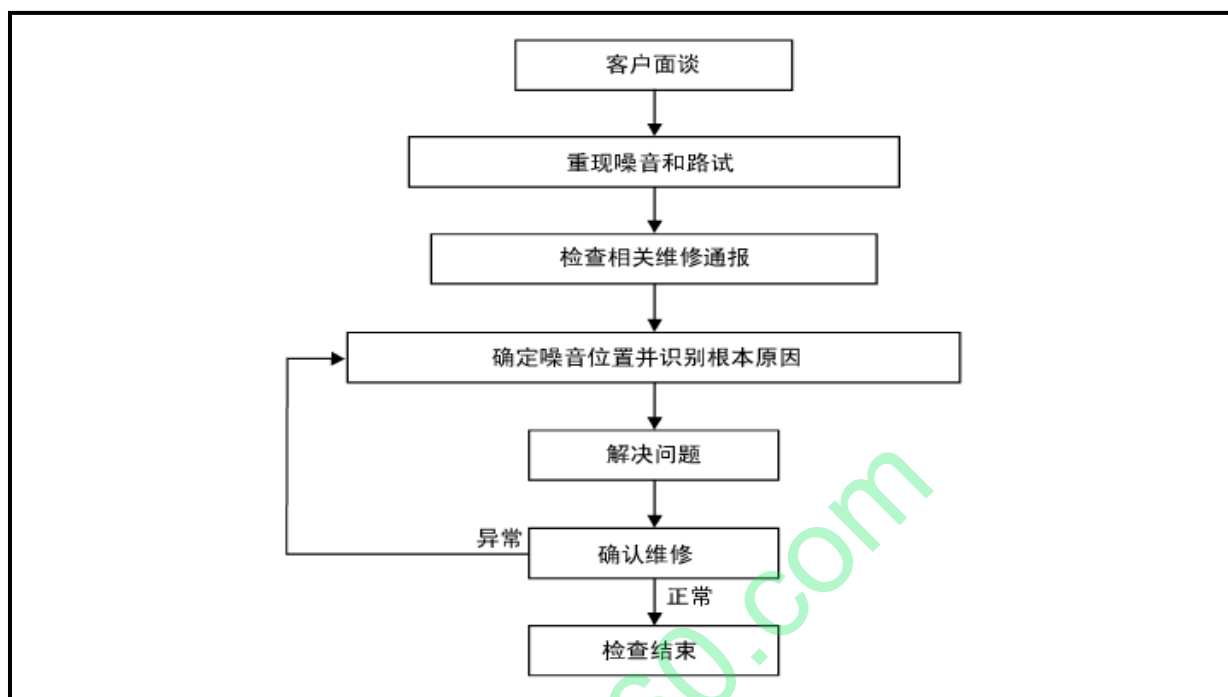 客户面谈
重现噪音和路试
检查相关维修通报
确定噪音位置并识别根本原因
解决问题
异常
确认维修
正常
检查结束
60.com